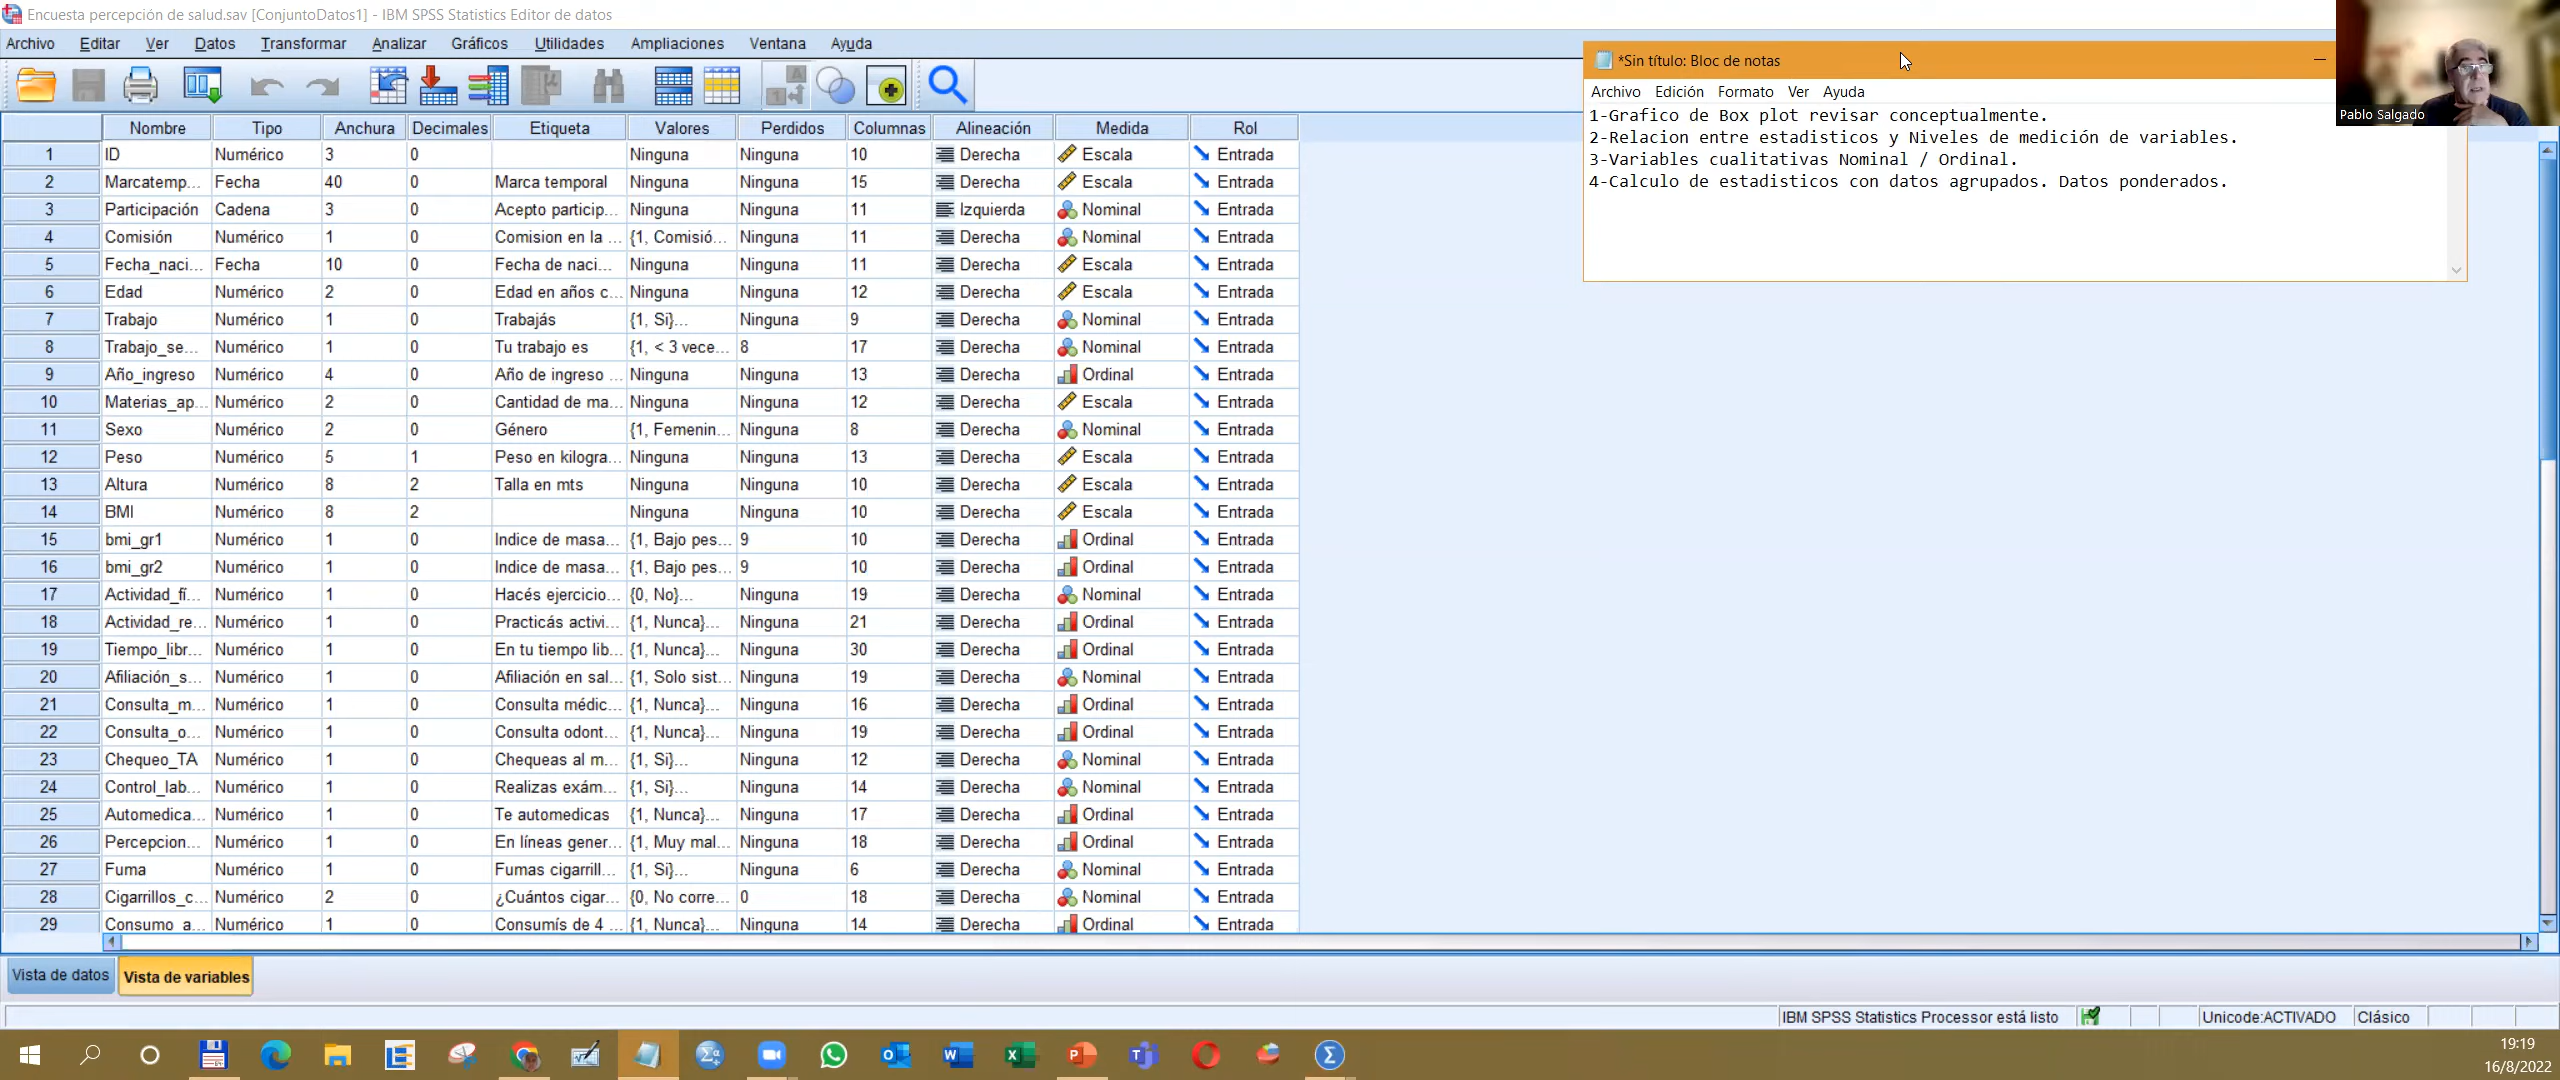 Encuesta percepción de salud.sav [ConjuntoDatos1] - IBM SPSS Statistics Editor de datos
Archivo Editar Ver Datos Transformar Analizar Gráficos Utilidades Ampliaciones Ventana Ayuda
*Sin título: Bloc de notas
Archivo Edición Formato Ver Ayuda
1-Grafico de Box plot revisar conceptualmente.
2-Relacion entre estadisticos y Niveles de medición de variables.
3-Variables cualitativas Nominal / Ordinal.
4-Calculo de estadisticos con datos agrupados. Datos ponderados.
Pablo Salgado
Nombre Tipo Anchura Decimales Etiqueta Valores Perdidos Columnas Alineación Medida Rol
1 ID Numérico 3 0 Ninguna Ninguna 10 Derecha Escala Entrada
2 Marcatemp... Fecha 40 0 Marca temporal Ninguna Ninguna 15 Derecha Escala Entrada
3 Participación Cadena 3 0 Acepto particip... Ninguna Ninguna 11 Izquierda Nominal Entrada
4 Comisión Numérico 1 0 Comision en la ... {1, Comisió... Ninguna 11 Derecha Nominal Entrada
5 Fecha_naci... Fecha 10 0 Fecha de naci... Ninguna Ninguna 11 Derecha Escala Entrada
6 Edad Numérico 2 0 Edad en años c... Ninguna Ninguna 12 Derecha Escala Entrada
7 Trabajo Numérico 1 0 Trabajás {1, Si}... Ninguna 9 Derecha Nominal Entrada
8 Trabajo_se... Numérico 1 0 Tu trabajo es {1, < 3 vece... 8 17 Derecha Nominal Entrada
9 Año_ingreso Numérico 4 0 Año de ingreso ... Ninguna Ninguna 13 Derecha Ordinal Entrada
10 Materias_ap... Numérico 2 0 Cantidad de ma... Ninguna Ninguna 12 Derecha Escala Entrada
11 Sexo Numérico 2 0 Género {1, Femenin... Ninguna 8 Derecha Nominal Entrada
12 Peso Numérico 5 1 Peso en kilogra... Ninguna Ninguna 13 Derecha Escala Entrada
13 Altura Numérico 8 2 Talla en mts Ninguna Ninguna 10 Derecha Escala Entrada
14 BMI Numérico 8 2 Ninguna Ninguna 10 Derecha Escala Entrada
15 bmi_gr1 Numérico 1 0 Indice de masa... {1, Bajo pes... 9 10 Derecha Ordinal Entrada
16 bmi_gr2 Numérico 1 0 Indice de masa... {1, Bajo pes... 9 10 Derecha Ordinal Entrada
17 Actividad_fí... Numérico 1 0 Hacés ejercicio... {0, No}... Ninguna 19 Derecha Nominal Entrada
18 Actividad_re... Numérico 1 0 Practicás activi... {1, Nunca}... Ninguna 21 Derecha Ordinal Entrada
19 Tiempo_libr... Numérico 1 0 En tu tiempo lib... {1, Nunca}... Ninguna 30 Derecha Ordinal Entrada
20 Afiliación_s... Numérico 1 0 Afiliación en sal... {1, Solo sist... Ninguna 19 Derecha Nominal Entrada
21 Consulta_m... Numérico 1 0 Consulta médic... {1, Nunca}... Ninguna 16 Derecha Ordinal Entrada
22 Consulta_o... Numérico 1 0 Consulta odont... {1, Nunca}... Ninguna 19 Derecha Ordinal Entrada
23 Chequeo_TA Numérico 1 0 Chequeas al m... {1, Si}... Ninguna 12 Derecha Nominal Entrada
24 Control_lab... Numérico 1 0 Realizas exám... {1, Si}... Ninguna 14 Derecha Nominal Entrada
25 Automedica... Numérico 1 0 Te automedicas {1, Nunca}... Ninguna 17 Derecha Ordinal Entrada
26 Percepcion... Numérico 1 0 En líneas gener... {1, Muy mal... Ninguna 18 Derecha Ordinal Entrada
27 Fuma Numérico 1 0 Fumas cigarrill... {1, Si}... Ninguna 6 Derecha Nominal Entrada
28 Cigarrillos_c... Numérico 2 0 ¿Cuántos cigar... {0, No corre... 0 18 Derecha Nominal Entrada
29 Consumo_a... Numérico 1 0 Consumís de 4 ... {1, Nunca}... Ninguna 14 Derecha Ordinal Entrada
Vista de datos Vista de variables
IBM SPSS Statistics Processor está listo Unicode:ACTIVADO Clásico
19:19
16/8/2022